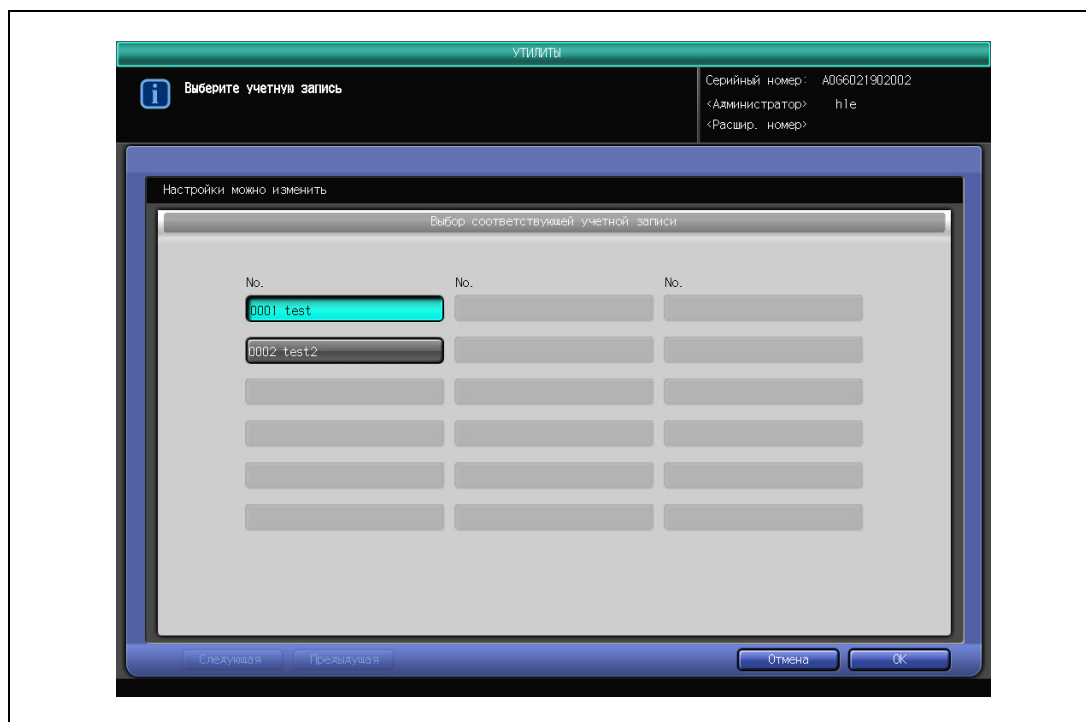 УТИЛИТЫ
Выберите учетную запись
Серийный номер: A0G6021902002
<Администратор> hle
<Расшир. номер>
Настройки можно изменить
Выбор соответствующей учетной записи
No. No. No.
0001 test
0002 test2
Следующая Предыдущая Отмена OK